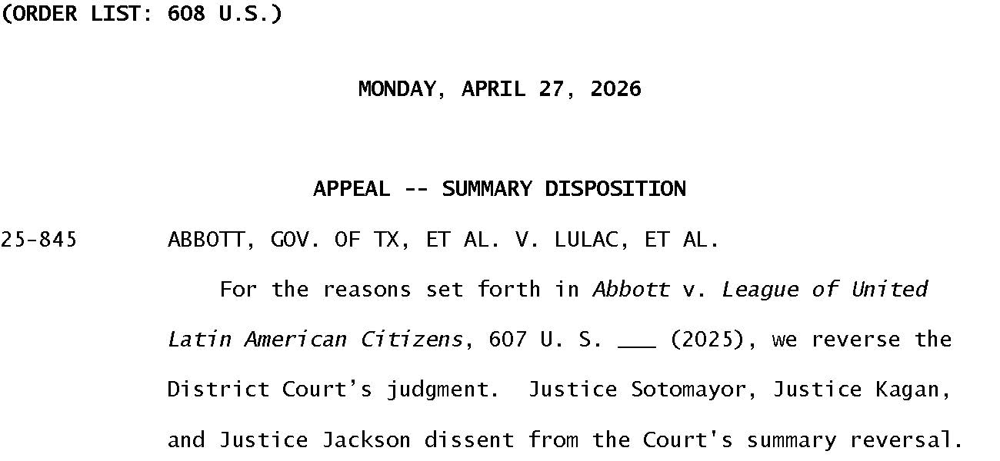 (ORDER LIST: 608 U.S.)
MONDAY, APRIL 27, 2026
APPEAL -- SUMMARY DISPOSITION
25-845 ABBOTT, GOV. OF TX, ET AL. V. LULAC, ET AL.
For the reasons set forth in Abbott v. League of United
Latin American Citizens, 607 U. S. ___ (2025), we reverse the
District Court’s judgment. Justice Sotomayor, Justice Kagan,
and Justice Jackson dissent from the Court's summary reversal.